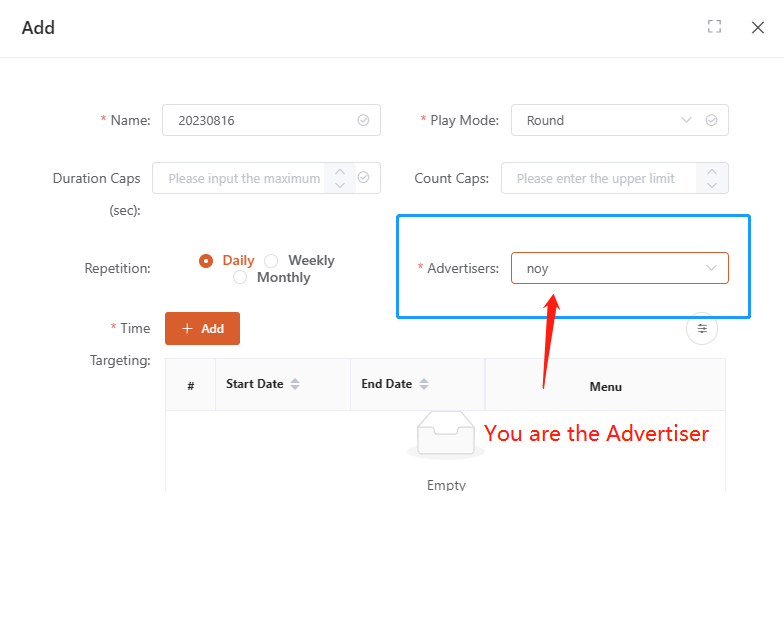 Add
* Name: 20230816
* Play Mode: Round
Duration Caps (sec): Please input the maximum
Count Caps: Please enter the upper limit
Repetition: Daily Weekly Monthly
* Advertisers: noy
* Time Targeting: + Add
# Start Date End Date Menu
You are the Advertiser
Empty